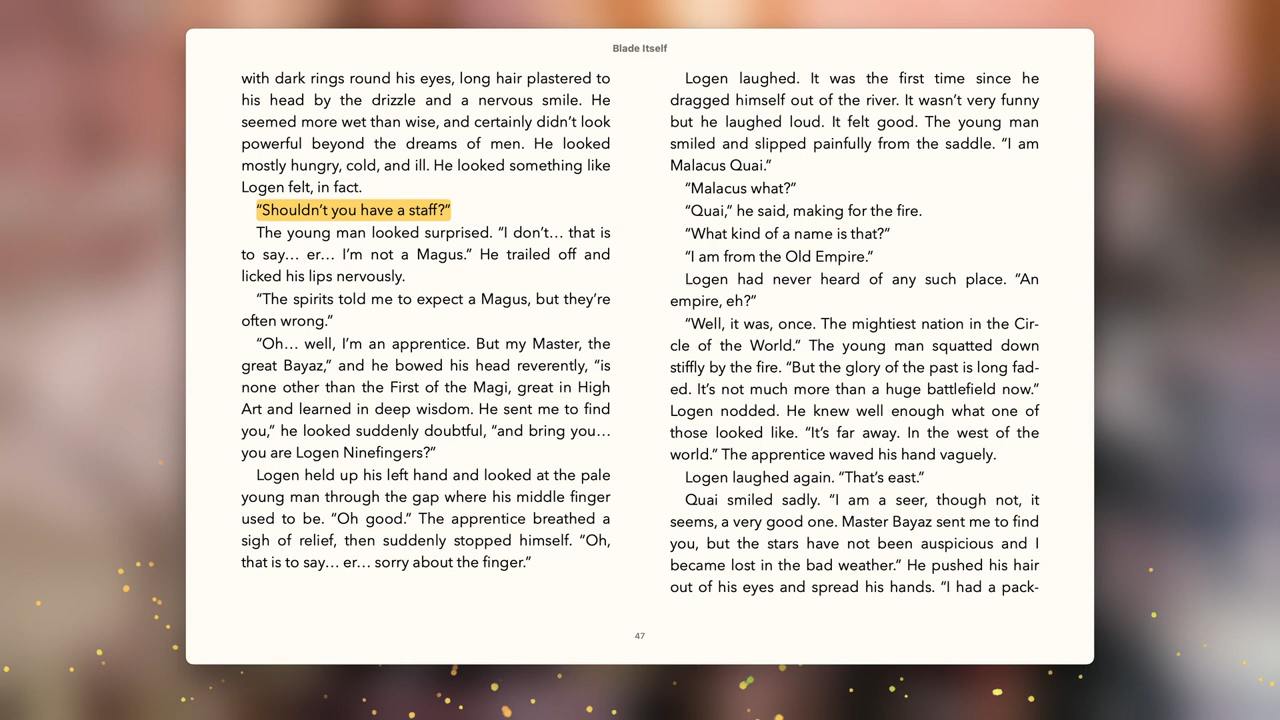 Blade Itself
with dark rings round his eyes, long hair plastered to
his head by the drizzle and a nervous smile. He
seemed more wet than wise, and certainly didn’t look
powerful beyond the dreams of men. He looked
mostly hungry, cold, and ill. He looked something like
Logen felt, in fact.
“Shouldn’t you have a staff?”
The young man looked surprised. “I don’t… that is
to say… er… I’m not a Magus.” He trailed off and
licked his lips nervously.
“The spirits told me to expect a Magus, but they’re
often wrong.”
“Oh… well, I’m an apprentice. But my Master, the
great Bayaz,” and he bowed his head reverently, “is
none other than the First of the Magi, great in High
Art and learned in deep wisdom. He sent me to find
you,” he looked suddenly doubtful, “and bring you…
you are Logen Ninefingers?”
Logen held up his left hand and looked at the pale
young man through the gap where his middle finger
used to be. “Oh good.” The apprentice breathed a
sigh of relief, then suddenly stopped himself. “Oh,
that is to say… er… sorry about the finger.”
Logen laughed. It was the first time since he
dragged himself out of the river. It wasn’t very funny
but he laughed loud. It felt good. The young man
smiled and slipped painfully from the saddle. “I am
Malacus Quai.”
“Malacus what?”
“Quai,” he said, making for the fire.
“What kind of a name is that?”
“I am from the Old Empire.”
Logen had never heard of any such place. “An
empire, eh?”
“Well, it was, once. The mightiest nation in the Cir-
cle of the World.” The young man squatted down
stiffly by the fire. “But the glory of the past is long fad-
ed. It’s not much more than a huge battlefield now.”
Logen nodded. He knew well enough what one of
those looked like. “It’s far away. In the west of the
world.” The apprentice waved his hand vaguely.
Logen laughed again. “That’s east.”
Quai smiled sadly. “I am a seer, though not, it
seems, a very good one. Master Bayaz sent me to find
you, but the stars have not been auspicious and I
became lost in the bad weather.” He pushed his hair
out of his eyes and spread his hands. “I had a pack-
47